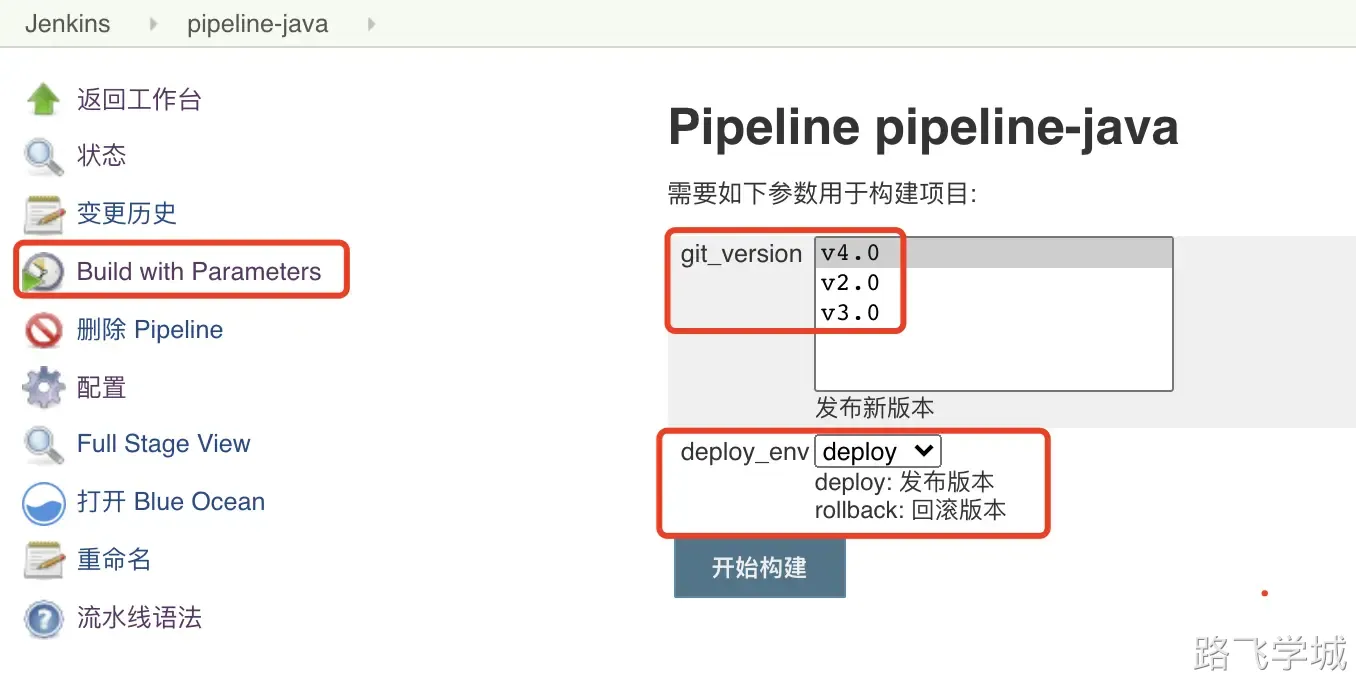 Jenkins pipeline-java
返回工作台
状态
变更历史
Build with Parameters
删除 Pipeline
配置
Full Stage View
打开 Blue Ocean
重命名
流水线语法
Pipeline pipeline-java
需要如下参数用于构建项目:
git_version v4.0
v2.0
v3.0
发布新版本
deploy_env deploy
deploy: 发布版本
rollback: 回滚版本
开始构建
路飞学城